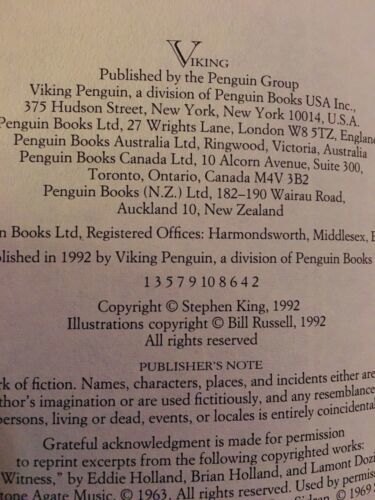 VIKING
Published by the Penguin Group
Viking Penguin, a division of Penguin Books USA Inc.,
375 Hudson Street, New York, New York 10014, U.S.A.
Penguin Books Ltd, 27 Wrights Lane, London W8 5TZ, England
Penguin Books Australia Ltd, Ringwood, Victoria, Australia
Penguin Books Canada Ltd, 10 Alcorn Avenue, Suite 300,
Toronto, Ontario, Canada M4V 3B2
Penguin Books (N.Z.) Ltd, 182–190 Wairau Road,
Auckland 10, New Zealand
n Books Ltd, Registered Offices: Harmondsworth, Middlesex, E
blished in 1992 by Viking Penguin, a division of Penguin Books
1 3 5 7 9 10 8 6 4 2
Copyright © Stephen King, 1992
Illustrations copyright © Bill Russell, 1992
All rights reserved
PUBLISHER'S NOTE
rk of fiction. Names, characters, places, and incidents either are
thor's imagination or are used fictitiously, and any resemblance
persons, living or dead, events, or locales is entirely coincidental
Grateful acknowledgment is made for permission
to reprint excerpts from the following copyrighted works:
Witness," by Eddie Holland, Brian Holland, and Lamont Dozi
tone Agate Music. © 1963. All rights reserved. Used by permiss
© 1969